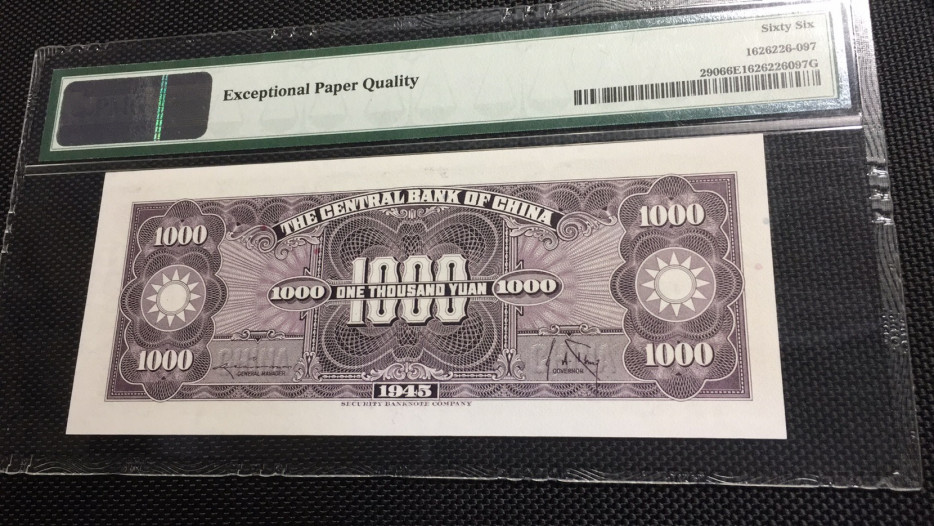 Sixty Six
1626226-097
29066E1626226097G
Exceptional Paper Quality
THE CENTRAL BANK OF CHINA
1000
1000
1000
1000 ONE THOUSAND YUAN 1000
1000
1000
CHINA
GENERAL MANAGER
GOVERNOR
1945
SECURITY BANKNOTE COMPANY